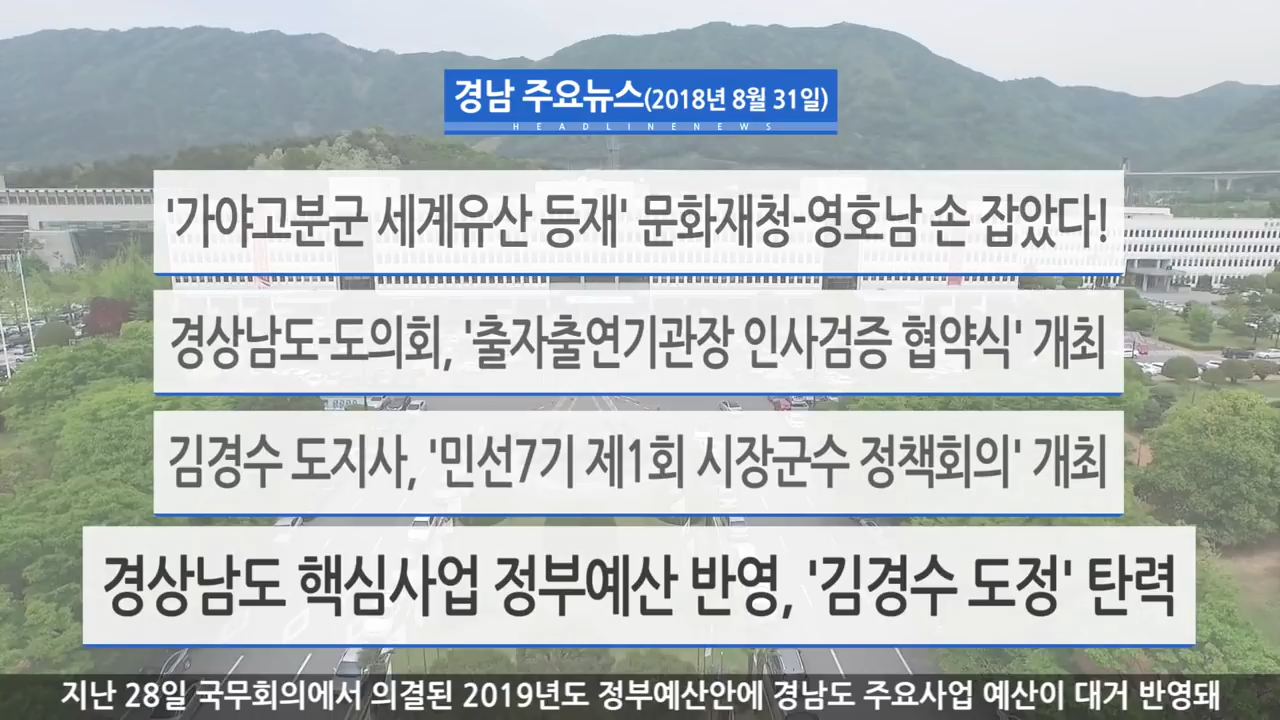 경남 주요뉴스(2018년 8월 31일)
HEADLINENEWS
'가야고분군 세계유산 등재' 문화재청-영호남 손 잡았다!
경상남도-도의회, '출자출연기관장 인사검증 협약식' 개최
김경수 도지사, '민선7기 제1회 시장군수 정책회의' 개최
경상남도 핵심사업 정부예산 반영, '김경수 도정' 탄력
지난 28일 국무회의에서 의결된 2019년도 정부예산안에 경남도 주요사업 예산이 대거 반영돼